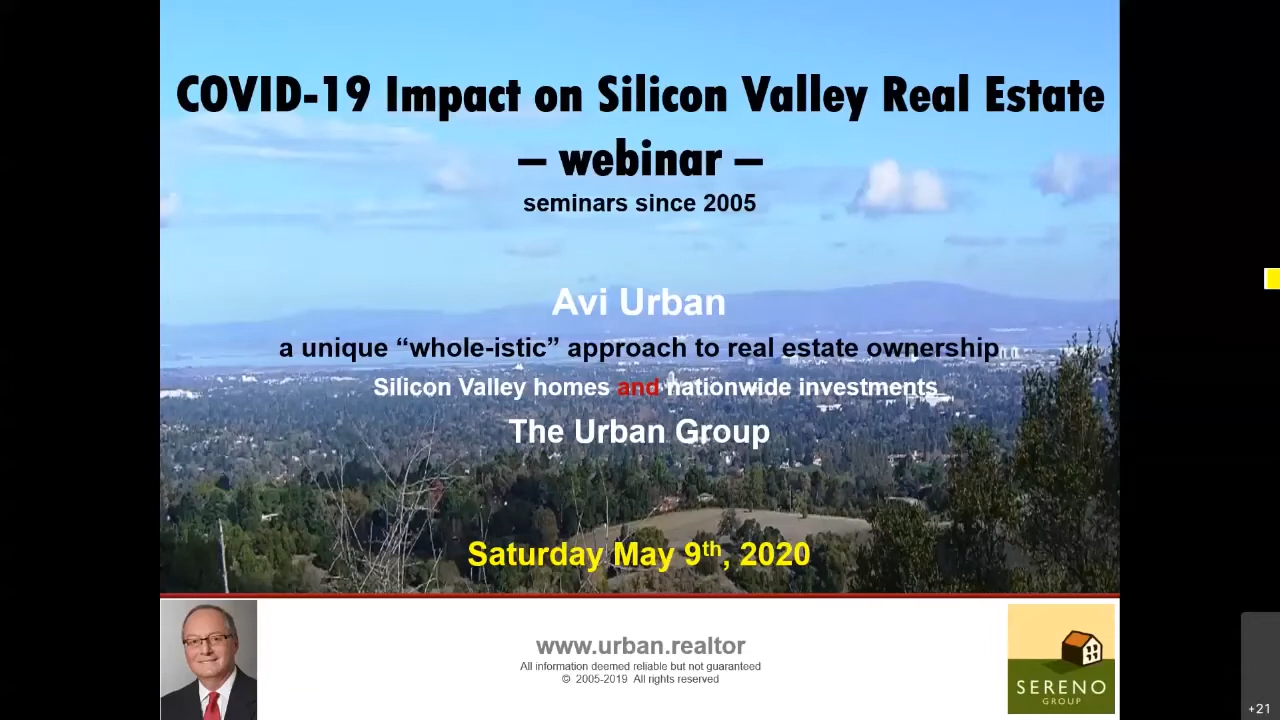 COVID-19 Impact on Silicon Valley Real Estate
– webinar –
seminars since 2005
Avi Urban
a unique “whole-istic” approach to real estate ownership
Silicon Valley homes and nationwide investments
The Urban Group
Saturday May 9th, 2020
www.urban.realtor
All information deemed reliable but not guaranteed
© 2005-2019 All rights reserved
SERENO
GROUP
+21